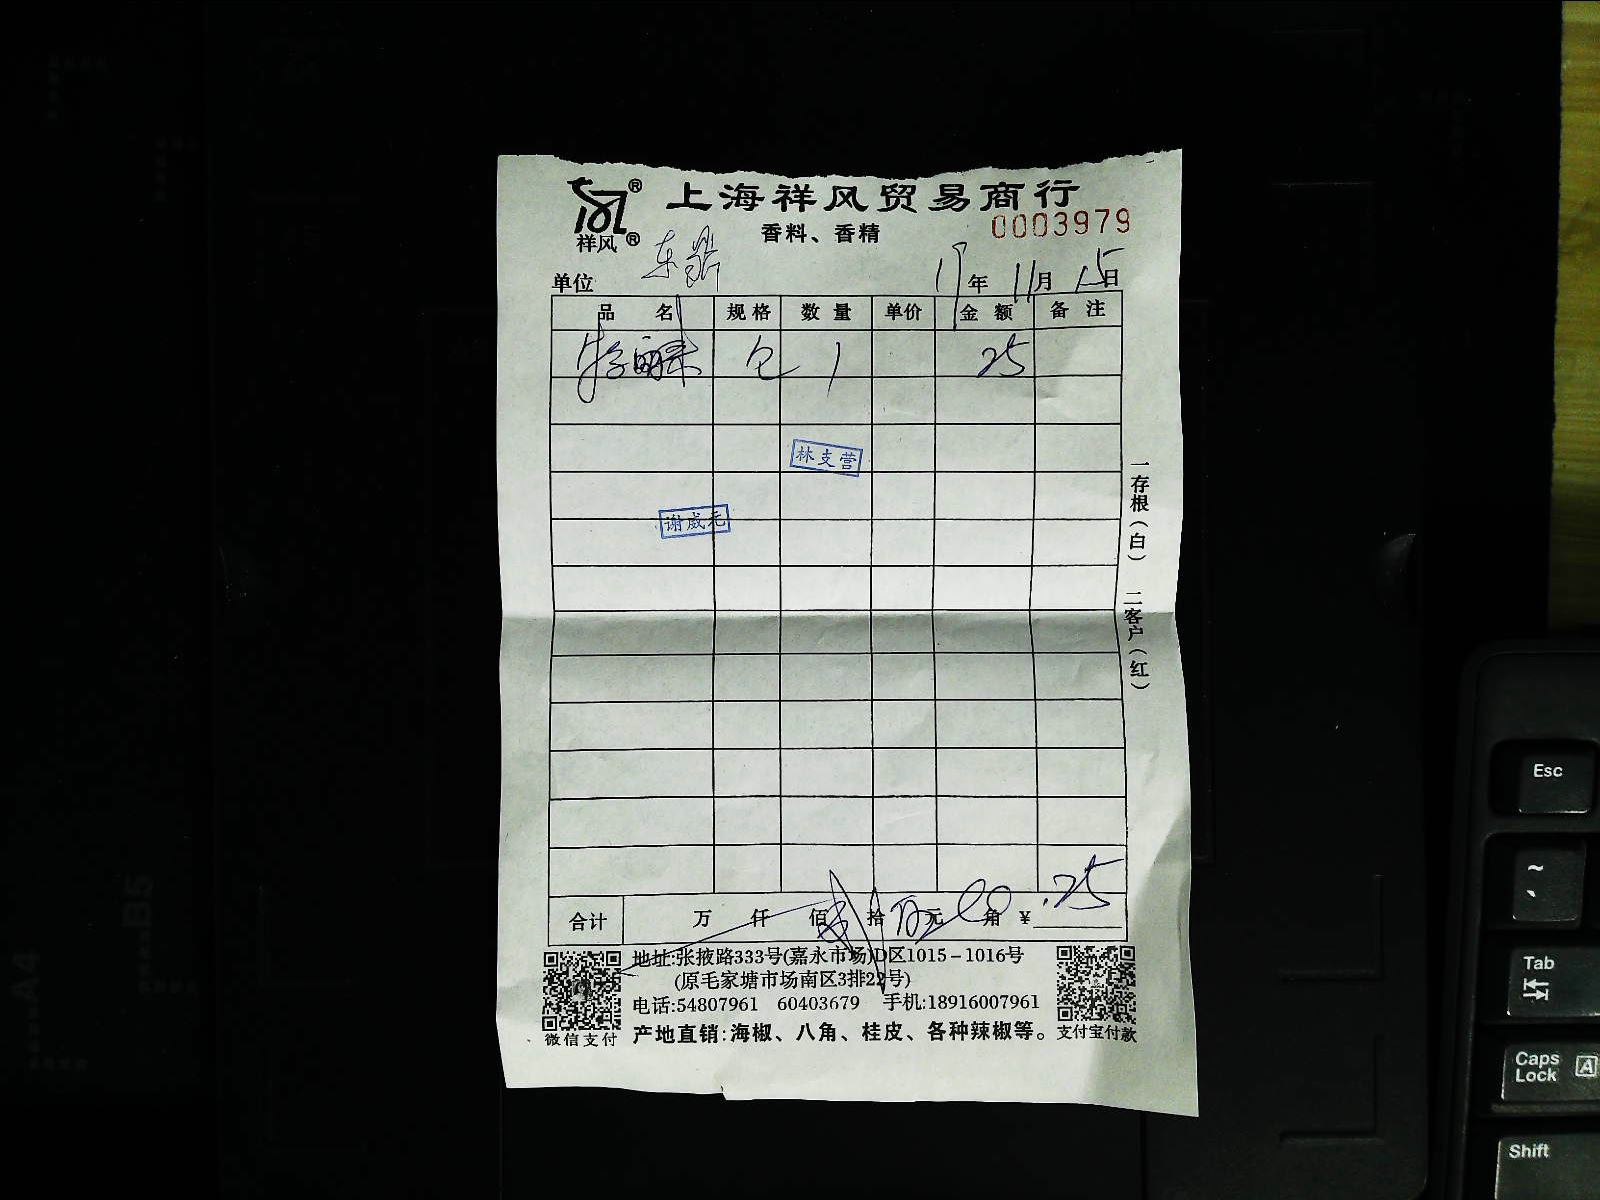 上海祥风贸易商行
祥风
香料、香精
0003979
单位 东
年 11月 15日
品 名 规格 数量 单价 金额 备注
包 1 25
林支营
谢威元
一存根(白) 二客户(红)
合计 万 仟 佰 拾 元 角 ¥ 25
地址:张掖路333号(嘉永市场)D区1015-1016号
(原毛家塘市场南区3排22号)
电话:54807961 60403679 手机:18916007961
产地直销:海椒、八角、桂皮、各种辣椒等。
微信支付
支付宝付款
A4
B5
Esc
~
Tab
Caps Lock A
Shift